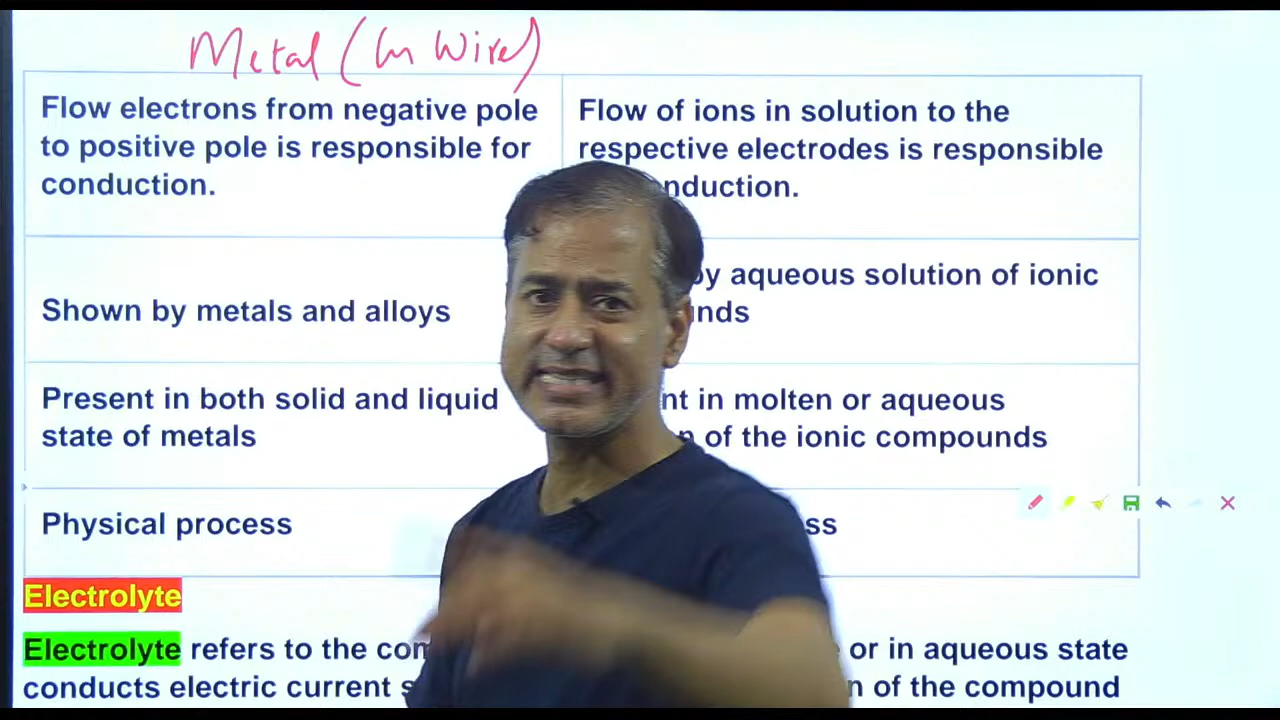 Metal (In Wire)
Flow electrons from negative pole
to positive pole is responsible for
conduction.
Flow of ions in solution to the
respective electrodes is responsible
nduction.
Shown by metals and alloys
by aqueous solution of ionic
nds
Present in both solid and liquid
state of metals
nt in molten or aqueous
n of the ionic compounds
Physical process
ss
Electrolyte
Electrolyte refers to the com or in aqueous state
conducts electric current s n of the compound